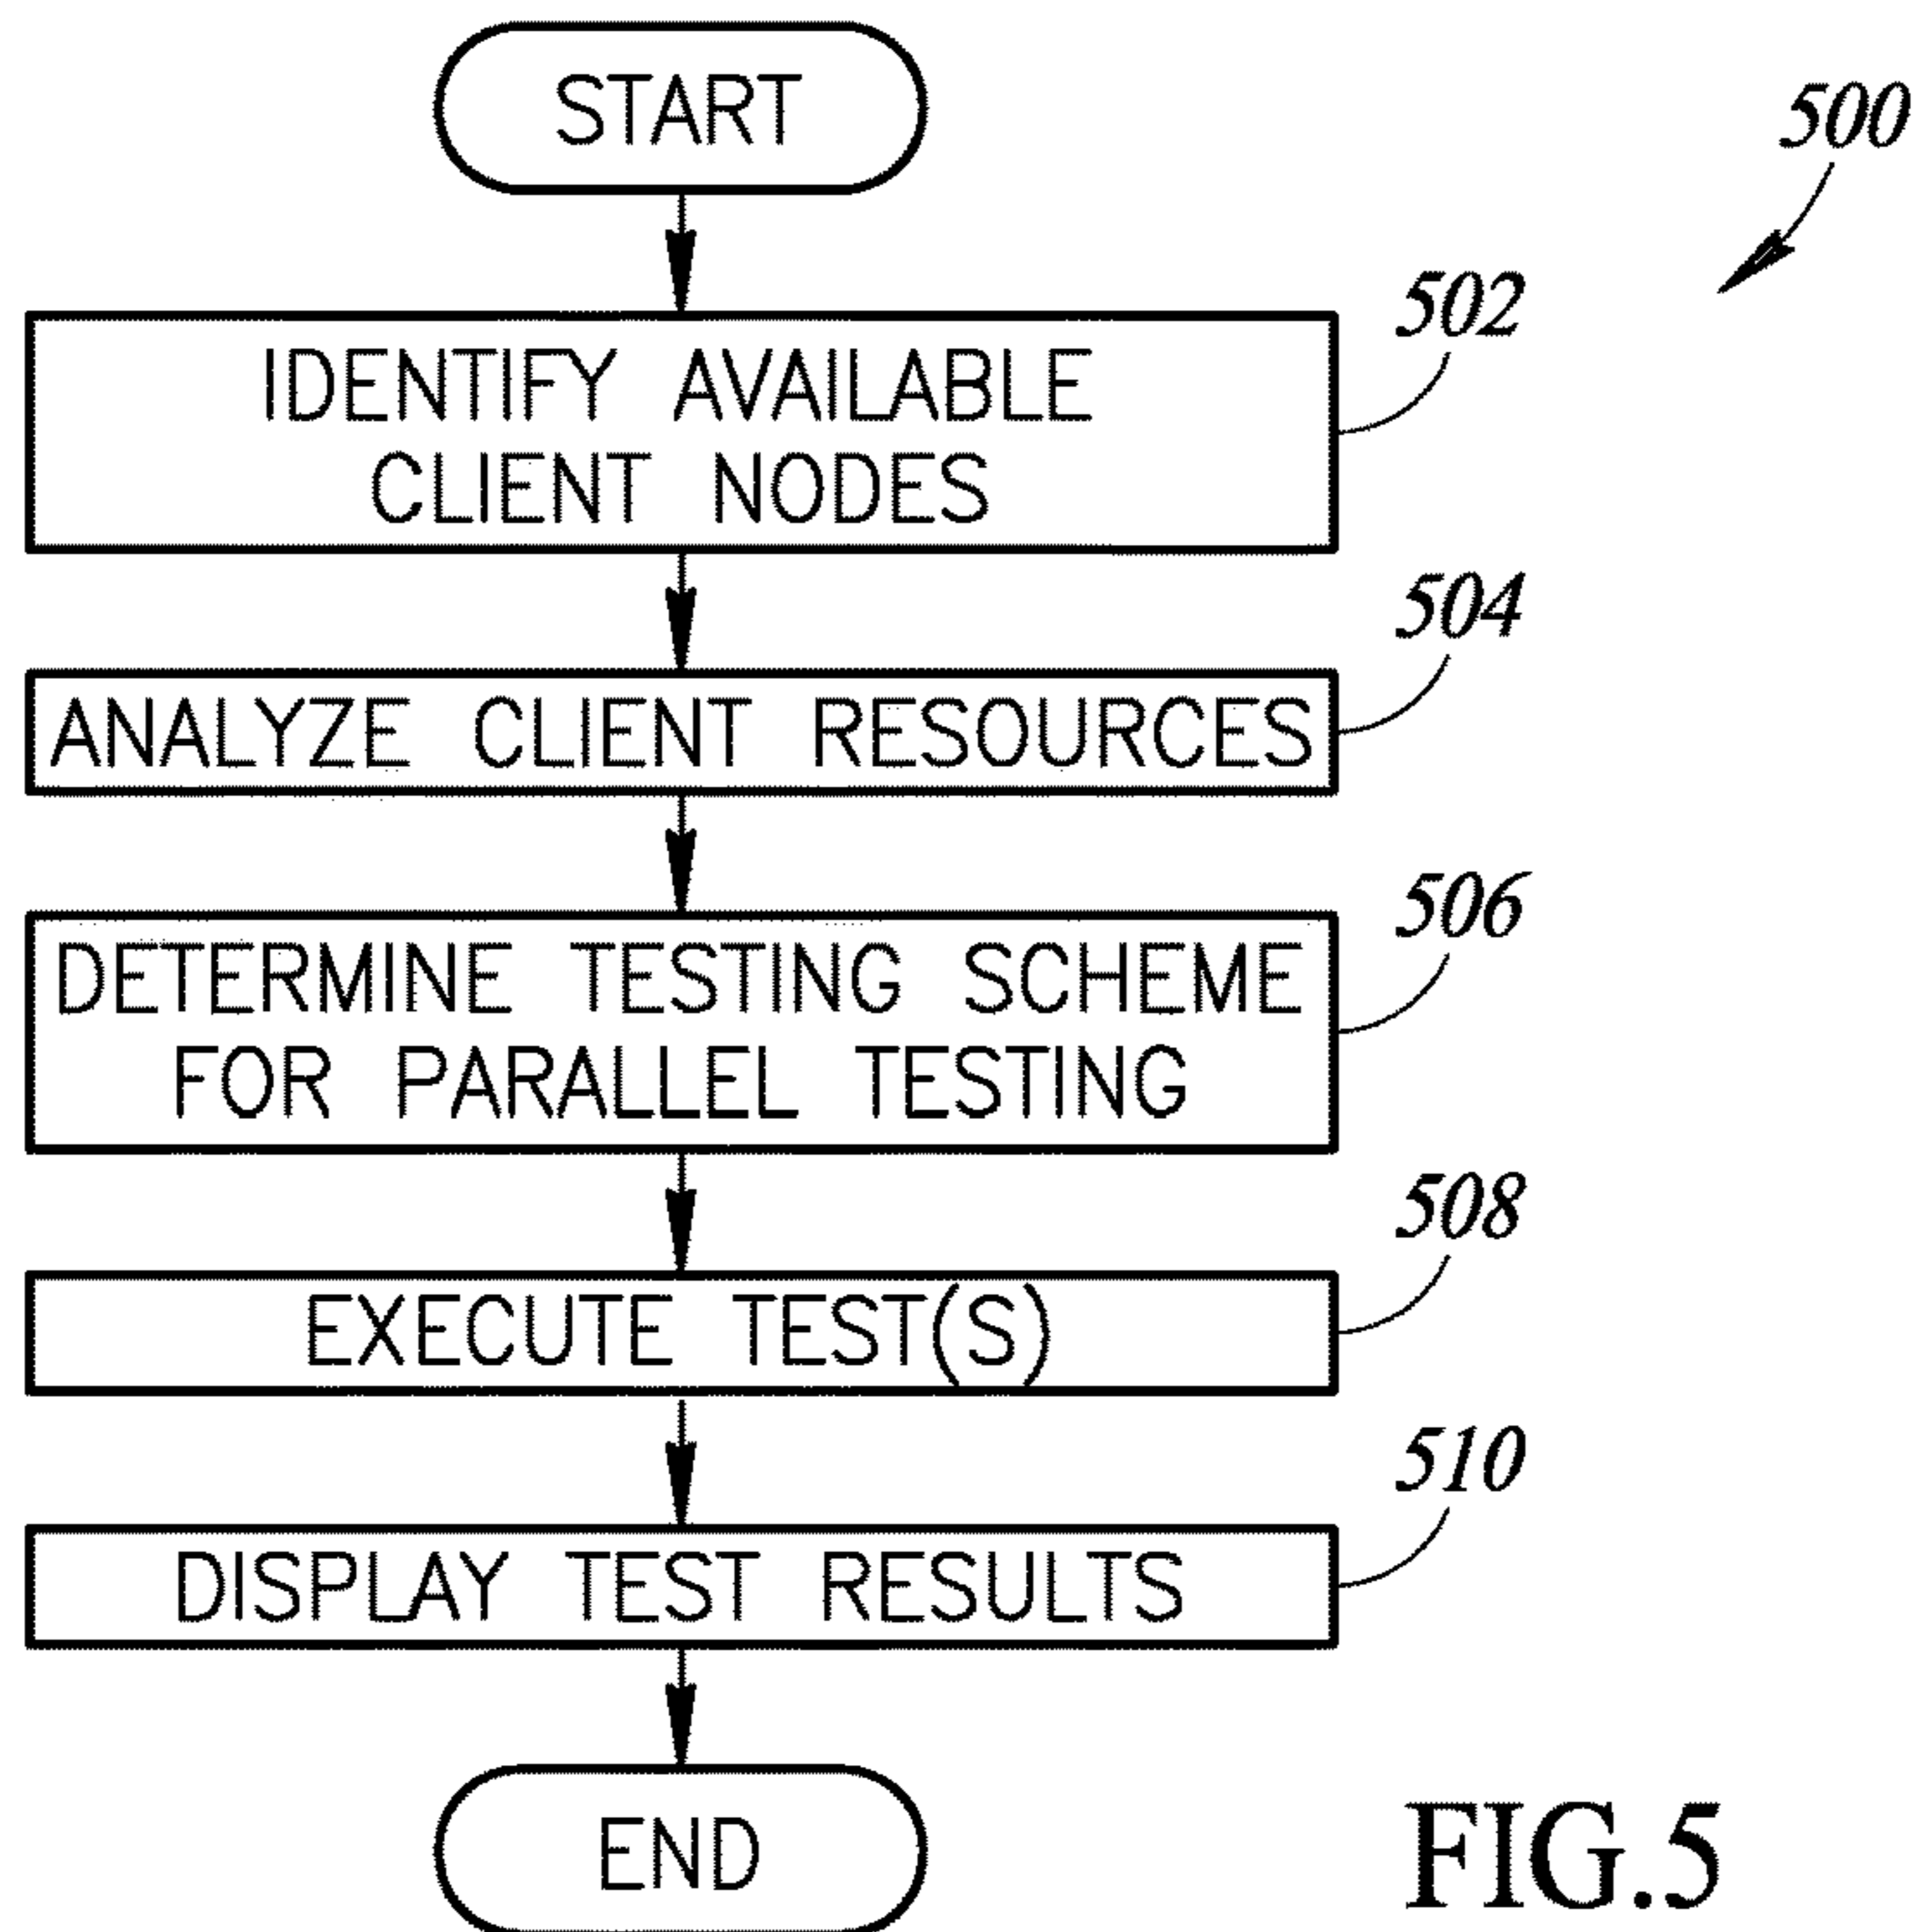 START
500
502
IDENTIFY AVAILABLE
CLIENT NODES
504
ANALYZE CLIENT RESOURCES
506
DETERMINE TESTING SCHEME
FOR PARALLEL TESTING
508
EXECUTE TEST(S)
510
DISPLAY TEST RESULTS
END
FIG.5